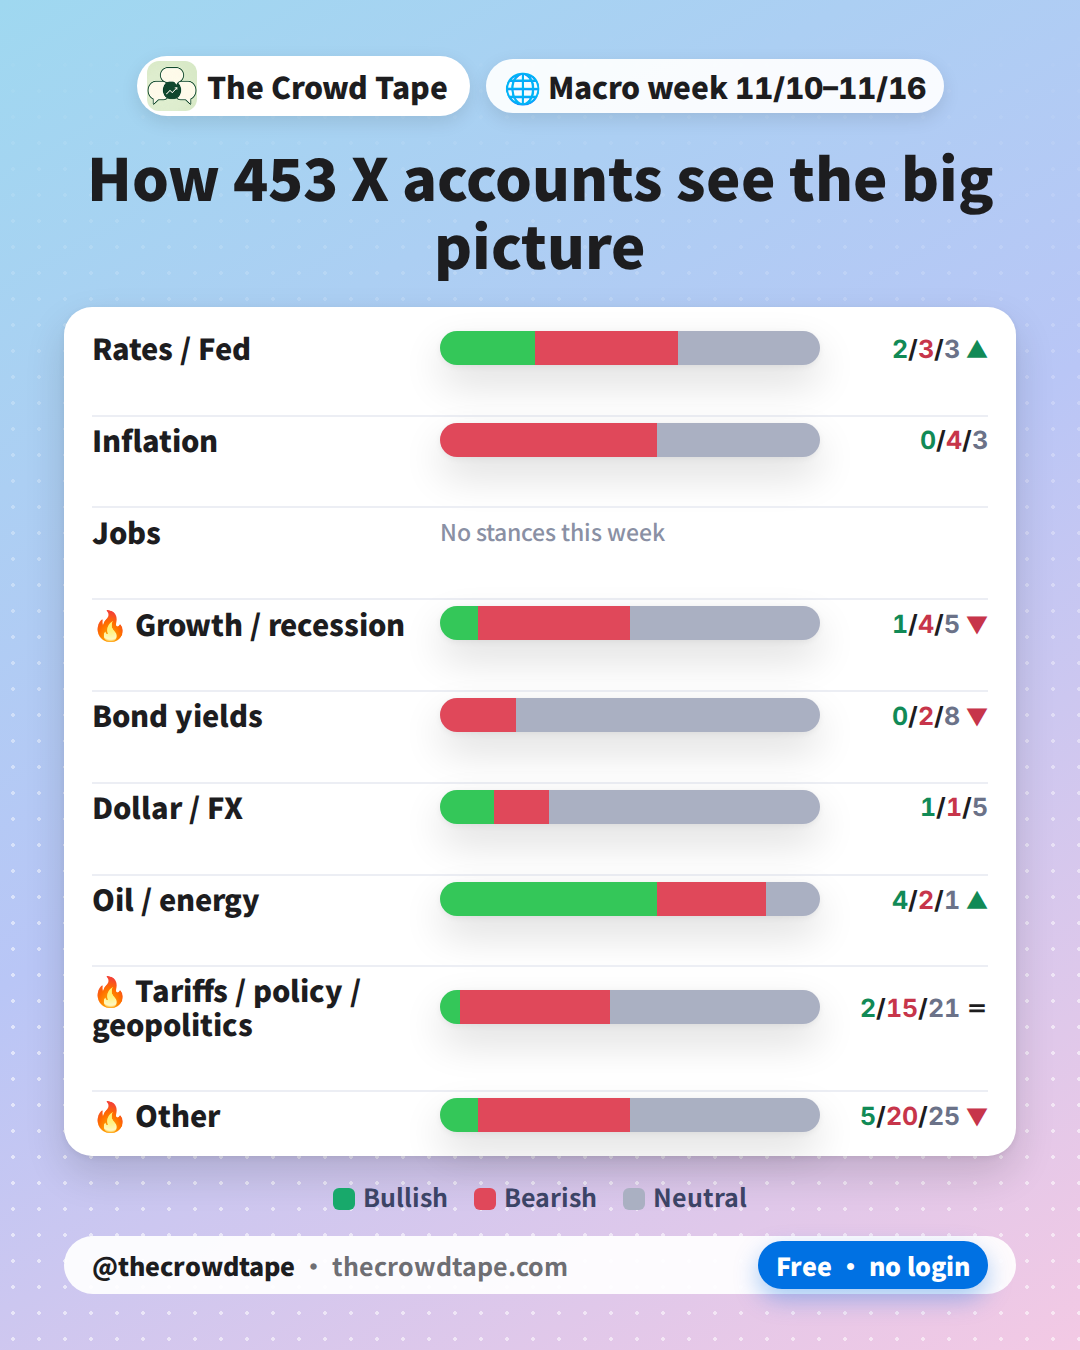 The Crowd Tape
Macro week 11/10–11/16
How 453 X accounts see the big
picture
Rates / Fed
2/3/3 ▲
Inflation
0/4/3
Jobs
No stances this week
🔥 Growth / recession
1/4/5 ▼
Bond yields
0/2/8 ▼
Dollar / FX
1/1/5
Oil / energy
4/2/1 ▲
🔥 Tariffs / policy /
geopolitics
2/15/21 =
🔥 Other
5/20/25 ▼
Bullish
Bearish
Neutral
@thecrowdtape • thecrowdtape.com
Free • no login